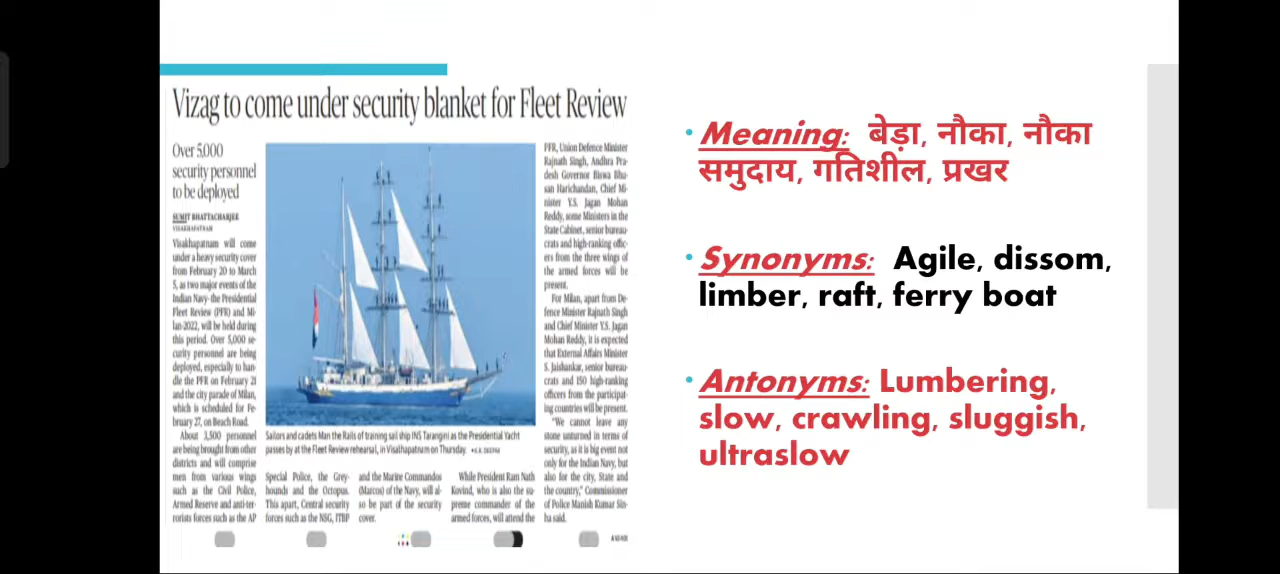 Vizag to come under security blanket for Fleet Review
Over 5,000
security personnel
to be deployed
SUMIT BHATTACHARJEE
VISAKHAPATNAM
Visakhapatnam will come
under a heavy security cover
from February 20 to March
5, as two major events of the
Indian Navy- the Presidential
Fleet Review (PFR) and Mi-
lan-2022, will be held during
this period. Over 5,000 se-
curity personnel are being
deployed, especially to han-
dle the PFR on February 21
and the city parade of Milan,
which is scheduled for Fe-
bruary 27, on Beach Road.
About 3,500 personnel
are being brought from other
districts and will comprise
men from various wings
such as the Civil Police,
Armed Reserve and anti-ter-
rorists forces such as the AP
Sailors and cadets Man the Rails of training sail ship INS Tarangini as the Presidential Yacht
passes by at the Fleet Review rehearsal, in Visalhapatnam on Thursday.
Special Police, the Grey-
hounds and the Octopus.
This apart, Central security
forces such as the NSG, ITBP
and the Marine Commandos
(Marcos) of the Navy, will al-
so be part of the security
cover.
While President Ram Nath
Kovind, who is also the su-
preme commander of the
armed forces, will attend the
PFR, Union Defence Minister
Rajnath Singh, Andhra Pra-
desh Governor Biswa Bhu-
san Harichandan, Chief Mi-
nister Y.S. Jagan Mohan
Reddy, some Ministers in the
State Cabinet, senior bureau-
crats and high-ranking offic-
ers from the three wings of
the armed forces will be
present.
For Milan, apart from De-
fence Minister Rajnath Singh
and Chief Minister Y.S. Jagan
Mohan Reddy, it is expected
that External Affairs Minister
S. Jaishankar, senior bureau-
crats and 150 high-ranking
officers from the participat-
ing countries will be present.
"We cannot leave any
stone unturned in terms of
security, as it is big event not
only for the Indian Navy, but
also for the city, State and
the country," Commissioner
of Police Manish Kumar Sin-
ha said.
• Meaning: बेड़ा, नौका, नौका
समुदाय, गतिशील, प्रखर
• Synonyms: Agile, dissom,
limber, raft, ferry boat
• Antonyms: Lumbering,
slow, crawling, sluggish,
ultraslow